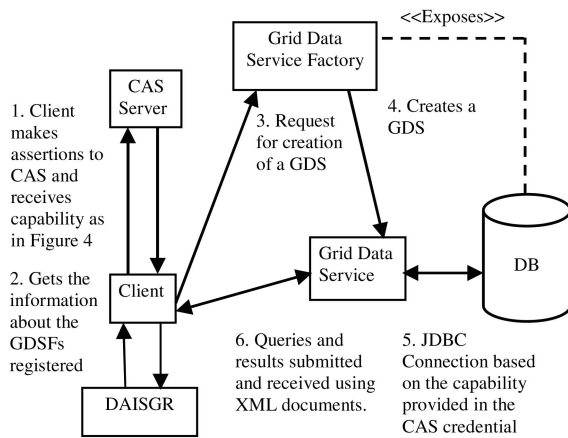 <<Exposes>>
Grid Data
Service Factory
CAS
Server
1. Client
makes
assertions to
CAS and
receives
capability as
in Figure 4
3. Request
for creation
of a GDS
4. Creates a
GDS
2. Gets the
information
about the
GDSFs
registered
Client
Grid Data
Service
DB
DAISGR
6. Queries and
results submitted
and received using
XML documents.
5. JDBC
Connection based
on the capability
provided in the
CAS credential